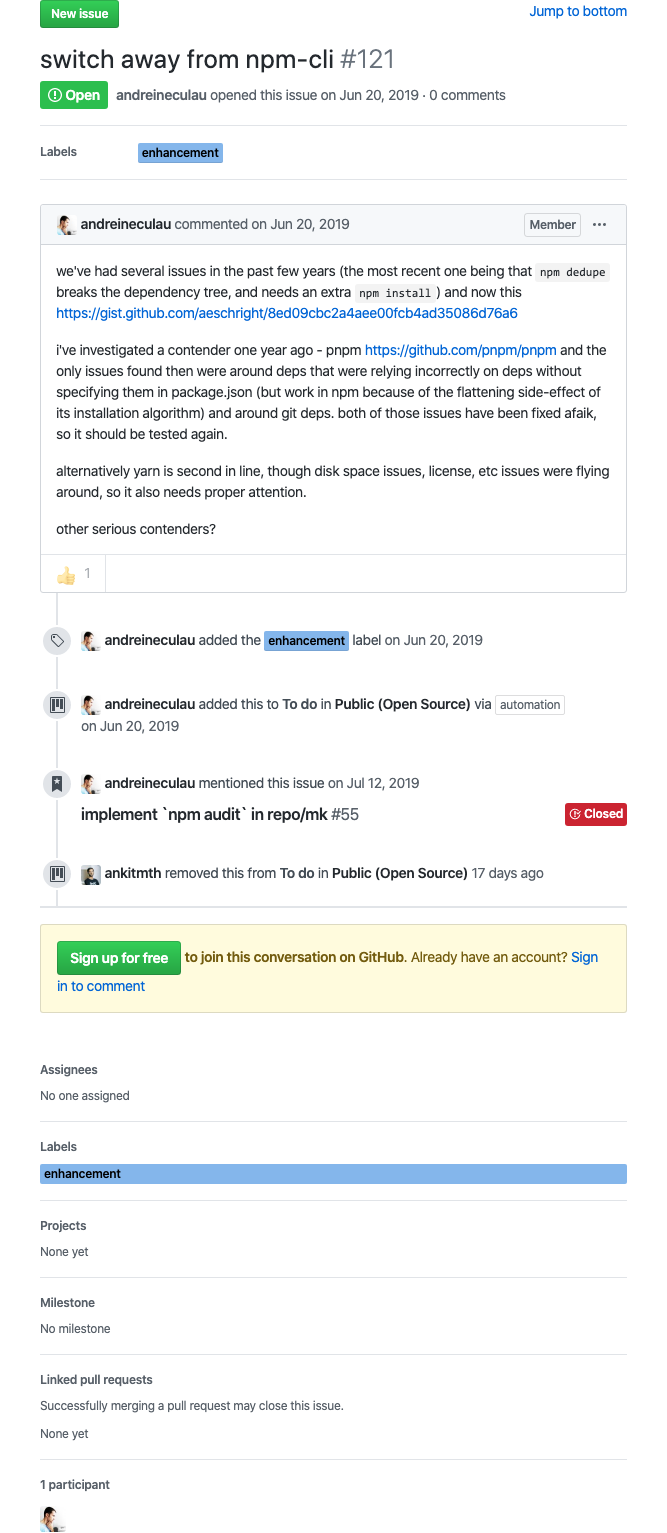 New issue
Jump to bottom
switch away from npm-cli #121
Open
andreineculau opened this issue on Jun 20, 2019 · 0 comments
Labels
enhancement
andreineculau commented on Jun 20, 2019
Member
we've had several issues in the past few years (the most recent one being that npm dedupe
breaks the dependency tree, and needs an extra npm install ) and now this
https://gist.github.com/aeschright/8ed09cbc2a4aee00fcb4ad35086d76a6
i've investigated a contender one year ago - pnpm https://github.com/pnpm/pnpm and the
only issues found then were around deps that were relying incorrectly on deps without
specifying them in package.json (but work in npm because of the flattening side-effect of
its installation algorithm) and around git deps. both of those issues have been fixed afaik,
so it should be tested again.
alternatively yarn is second in line, though disk space issues, license, etc issues were flying
around, so it also needs proper attention.
other serious contenders?
👍 1
andreineculau added the enhancement label on Jun 20, 2019
andreineculau added this to To do in Public (Open Source) via automation
on Jun 20, 2019
andreineculau mentioned this issue on Jul 12, 2019
implement `npm audit` in repo/mk #55
Closed
ankitmth removed this from To do in Public (Open Source) 17 days ago
Sign up for free to join this conversation on GitHub. Already have an account? Sign
in to comment
Assignees
No one assigned
Labels
enhancement
Projects
None yet
Milestone
No milestone
Linked pull requests
Successfully merging a pull request may close this issue.
None yet
1 participant